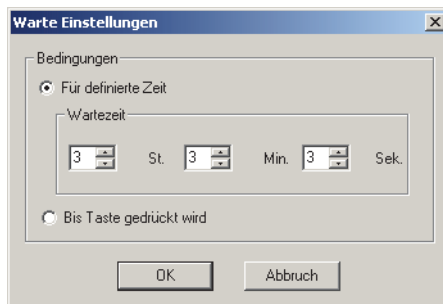 Warte Einstellungen
Bedingungen
Für definierte Zeit
Wartezeit
3 St. 3 Min. 3 Sek.
Bis Taste gedrückt wird
OK Abbruch